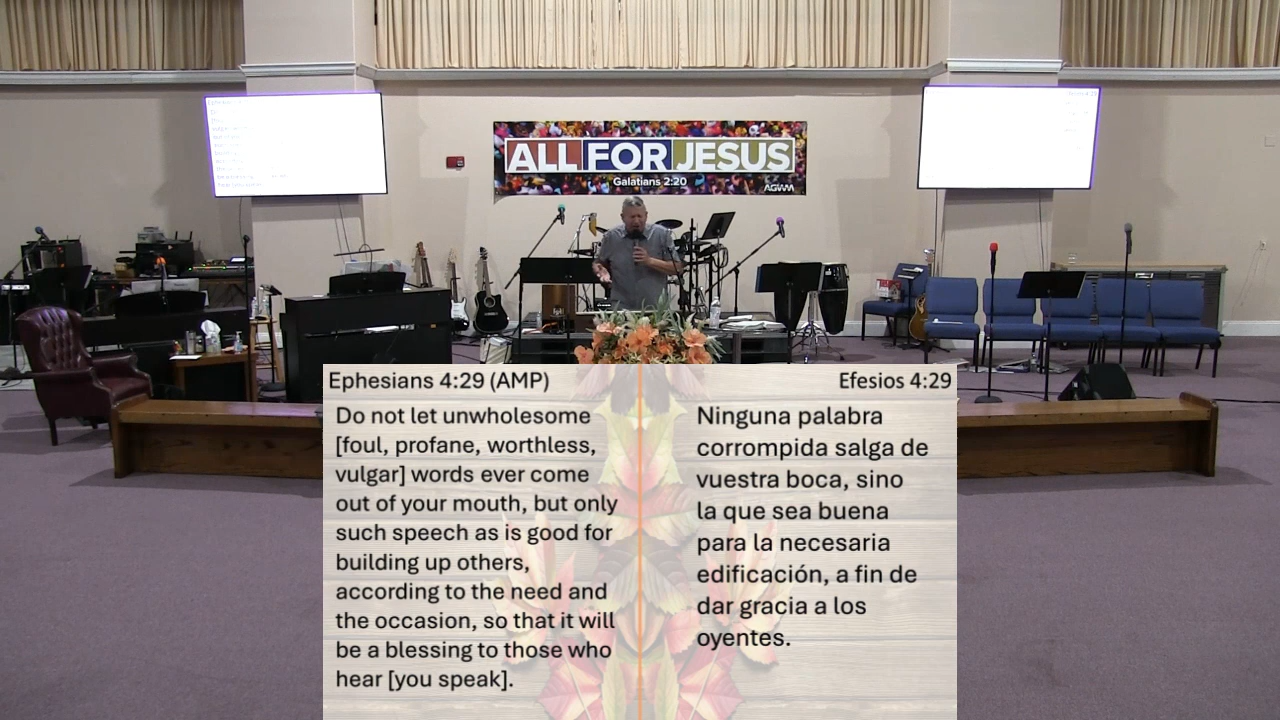 ALL FOR JESUS
Galatians 2:20
AGWM
Ephesians 4:29 (AMP)
Do not let unwholesome
[foul, profane, worthless,
vulgar] words ever come
out of your mouth, but only
such speech as is good for
building up others,
according to the need and
the occasion, so that it will
be a blessing to those who
hear [you speak].
Efesios 4:29
Ninguna palabra
corrompida salga de
vuestra boca, sino
la que sea buena
para la necesaria
edificación, a fin de
dar gracia a los
oyentes.